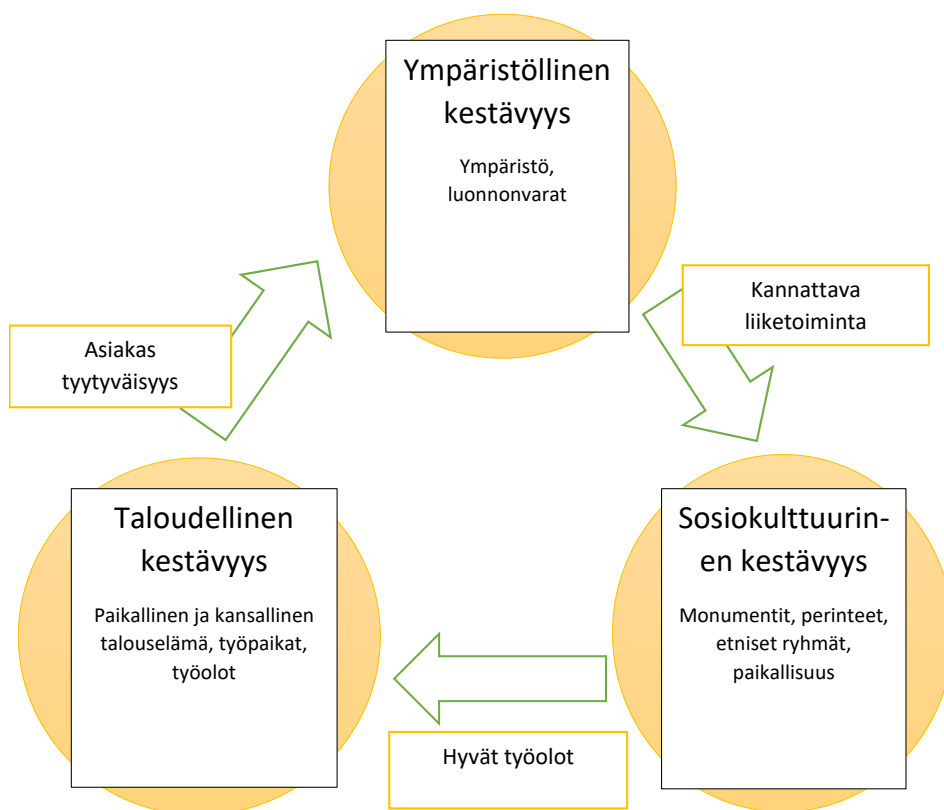 Ympäristöllinen
kestävyys
Ympäristö,
luonnonvarat
Kannattava
liiketoiminta
Asiakas
tyytyväisyys
Taloudellinen
kestävyys
Paikallinen ja kansallinen
talouselämä, työpaikat,
työolot
Sosiokulttuurin-
en kestävyys
Monumentit, perinteet,
etniset ryhmät,
paikallisuus
Hyvät työolot